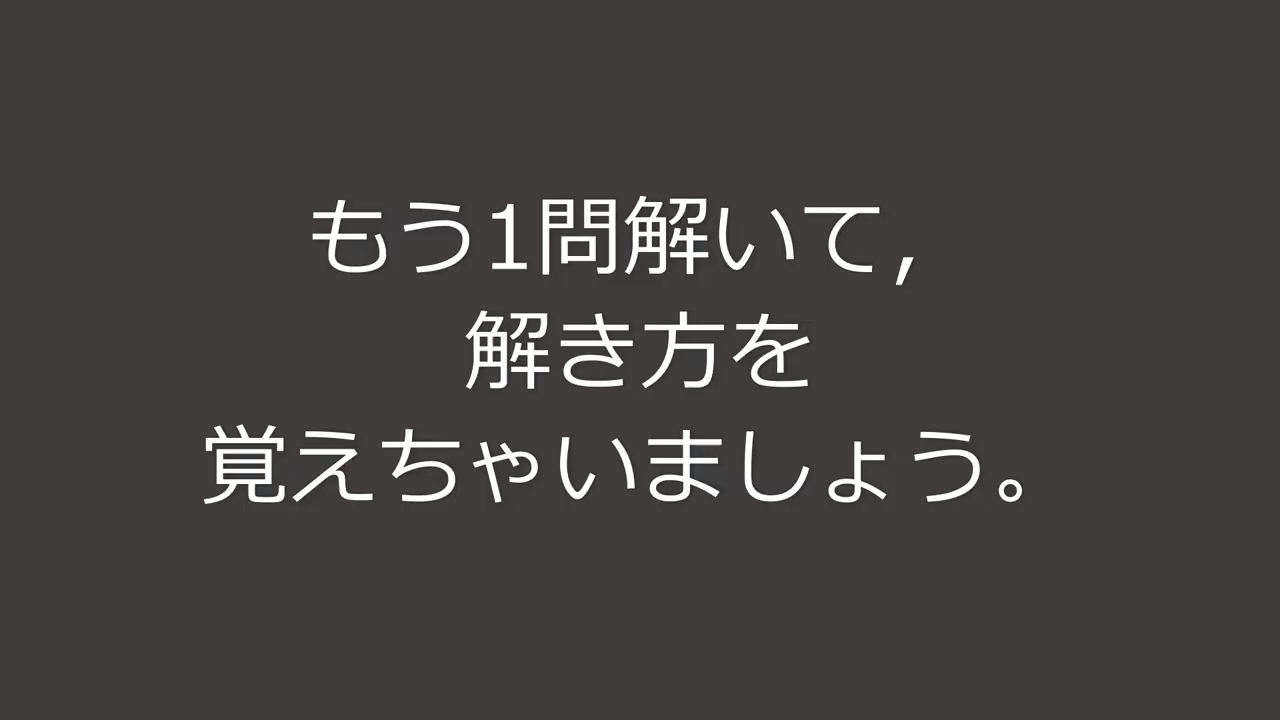 もう1問解いて,
解き方を
覚えちゃいましょう。